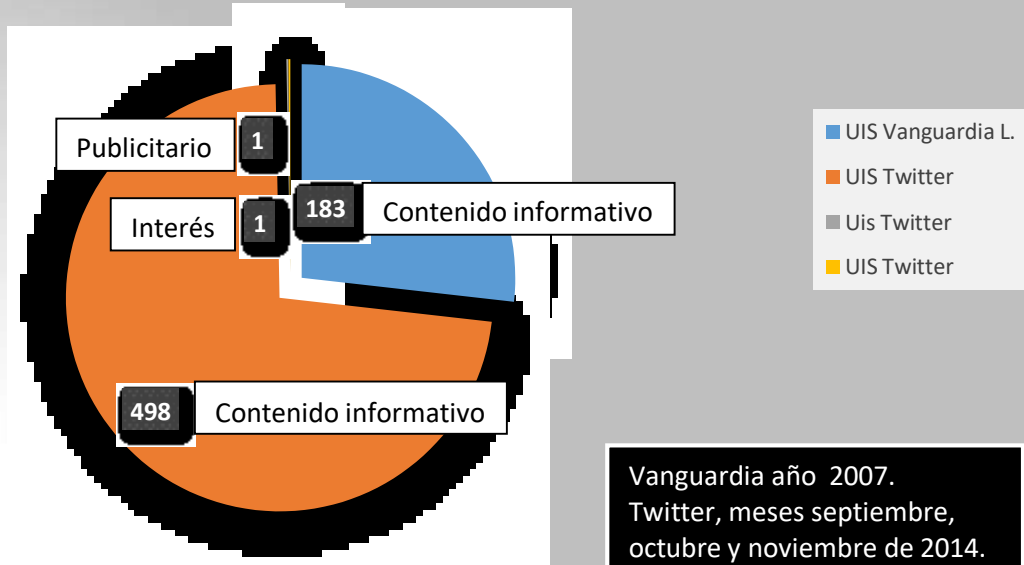 Publicitario
1
Interés
1
183
Contenido informativo
498
Contenido informativo
UIS Vanguardia L.
UIS Twitter
Uis Twitter
UIS Twitter
Vanguardia año 2007.
Twitter, meses septiembre,
octubre y noviembre de 2014.